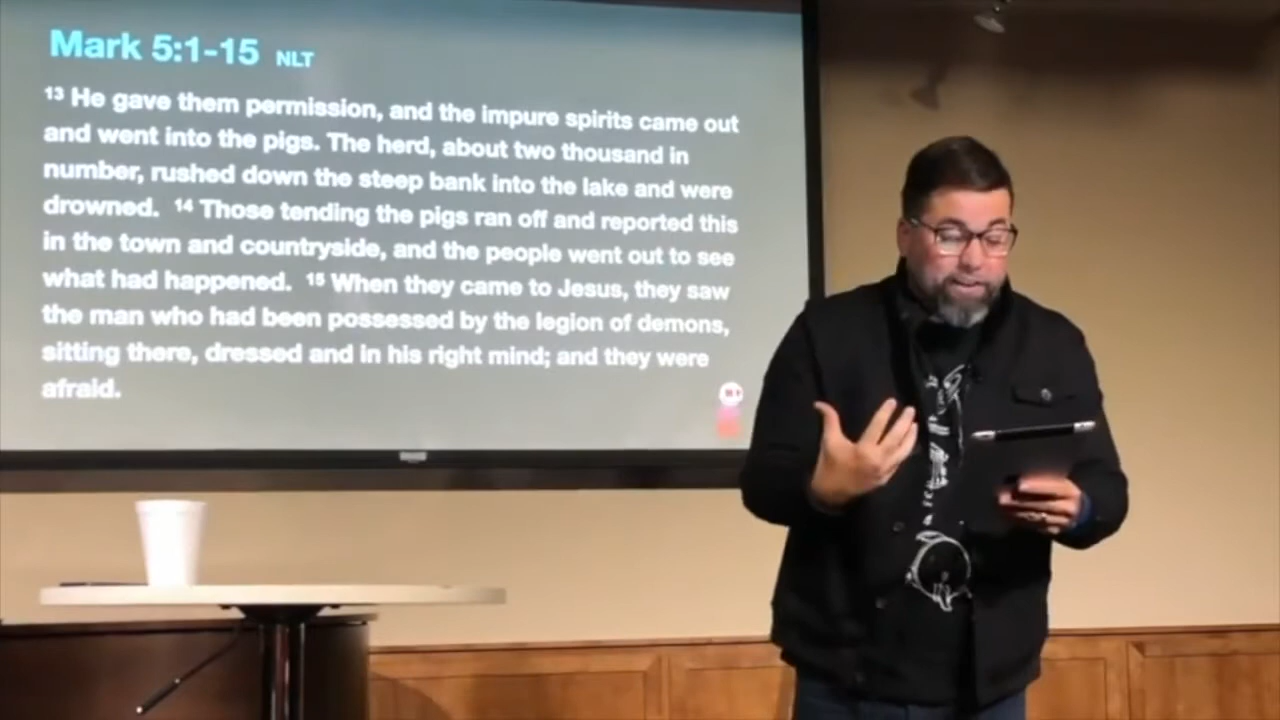 Mark 5:1-15 NLT
13 He gave them permission, and the impure spirits came out
and went into the pigs. The herd, about two thousand in
number, rushed down the steep bank into the lake and were
drowned. 14 Those tending the pigs ran off and reported this
in the town and countryside, and the people went out to see
what had happened. 15 When they came to Jesus, they saw
the man who had been possessed by the legion of demons,
sitting there, dressed and in his right mind; and they were
afraid.